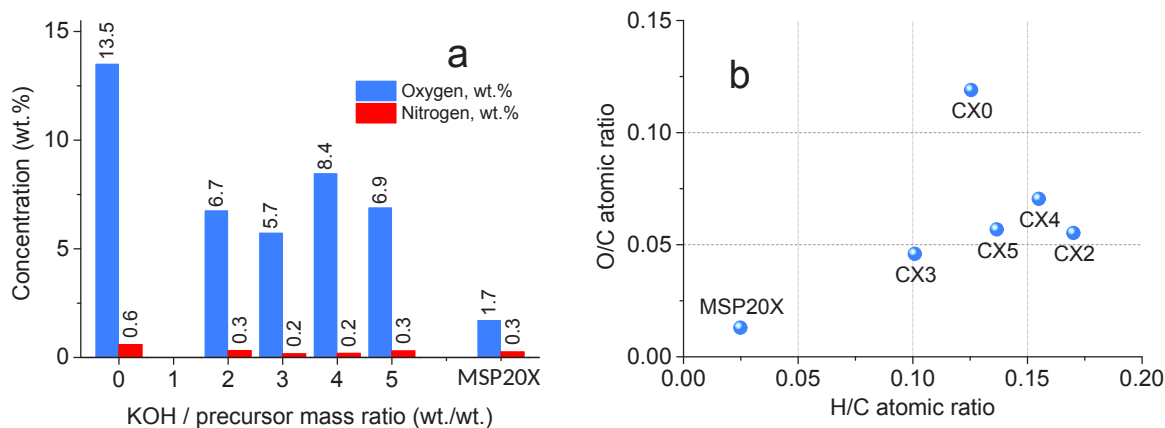 a
Oxygen, wt.%
Nitrogen, wt.%
Concentration (wt.%)
15
10
5
0
13.5
0.6
6.7
0.3
5.7
0.2
8.4
0.2
6.9
0.3
1.7
0.3
0 1 2 3 4 5 MSP20X
KOH / precursor mass ratio (wt./wt.)
b
O/C atomic ratio
0.15
0.10
0.05
0.00
CX0
CX4
CX5
CX2
CX3
MSP20X
0.00 0.05 0.10 0.15 0.20
H/C atomic ratio